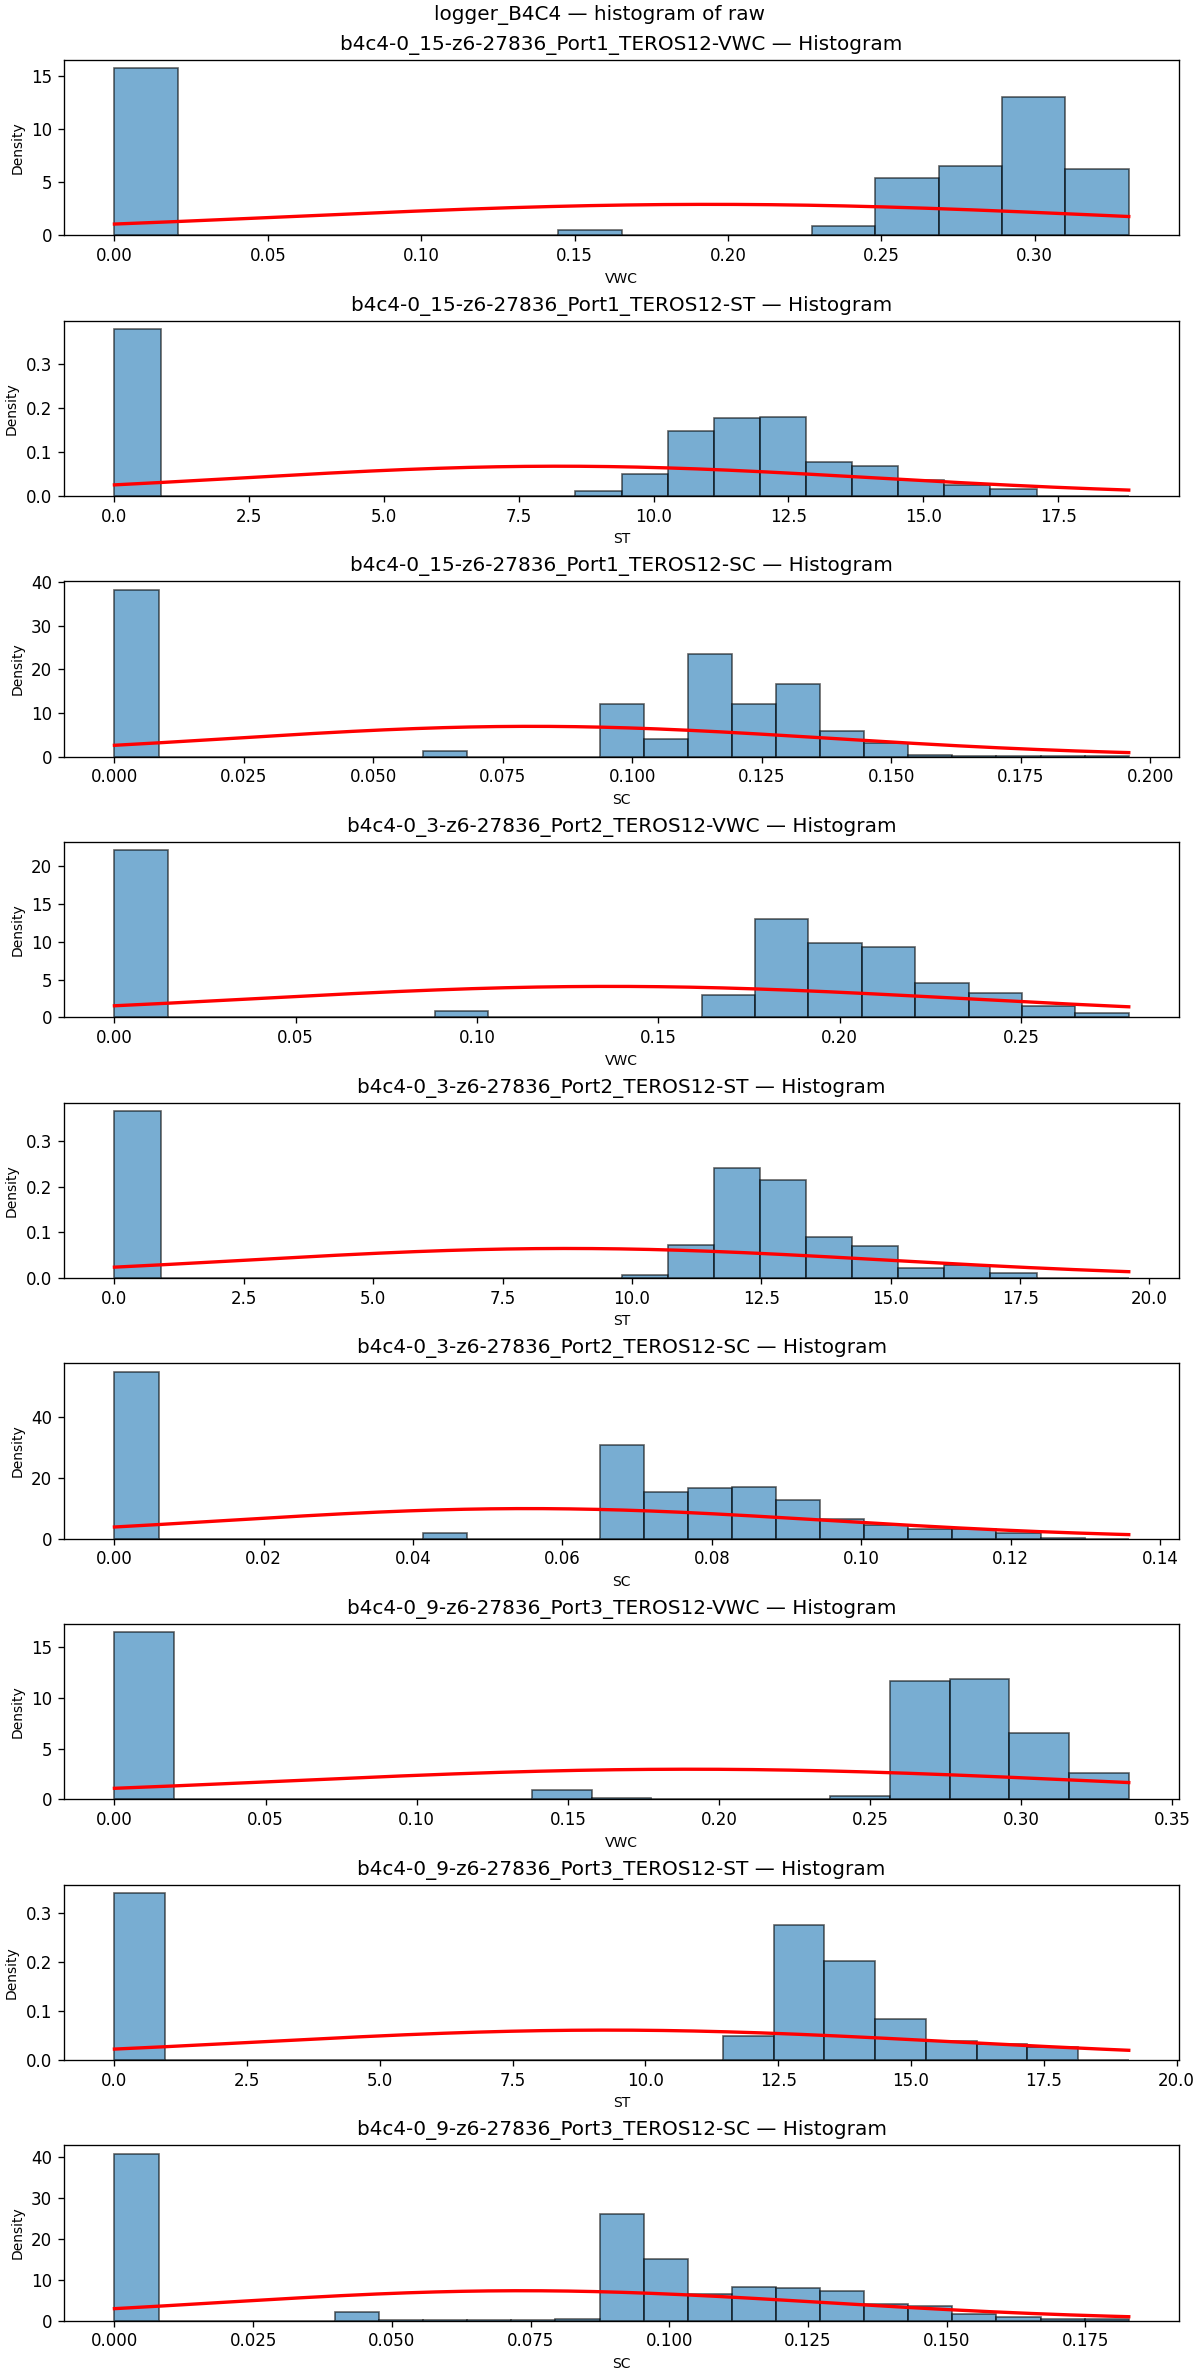 logger_B4C4 — histogram of raw
b4c4-0_15-z6-27836_Port1_TEROS12-VWC — Histogram
Density
15
10
5
0
0.00 0.05 0.10 0.15 0.20 0.25 0.30
VWC
b4c4-0_15-z6-27836_Port1_TEROS12-ST — Histogram
Density
0.3
0.2
0.1
0.0
0.0 2.5 5.0 7.5 10.0 12.5 15.0 17.5
ST
b4c4-0_15-z6-27836_Port1_TEROS12-SC — Histogram
Density
40
30
20
10
0
0.000 0.025 0.050 0.075 0.100 0.125 0.150 0.175 0.200
SC
b4c4-0_3-z6-27836_Port2_TEROS12-VWC — Histogram
Density
20
15
10
5
0
0.00 0.05 0.10 0.15 0.20 0.25
VWC
b4c4-0_3-z6-27836_Port2_TEROS12-ST — Histogram
Density
0.3
0.2
0.1
0.0
0.0 2.5 5.0 7.5 10.0 12.5 15.0 17.5 20.0
ST
b4c4-0_3-z6-27836_Port2_TEROS12-SC — Histogram
Density
40
20
0
0.00 0.02 0.04 0.06 0.08 0.10 0.12 0.14
SC
b4c4-0_9-z6-27836_Port3_TEROS12-VWC — Histogram
Density
15
10
5
0
0.00 0.05 0.10 0.15 0.20 0.25 0.30 0.35
VWC
b4c4-0_9-z6-27836_Port3_TEROS12-ST — Histogram
Density
0.3
0.2
0.1
0.0
0.0 2.5 5.0 7.5 10.0 12.5 15.0 17.5 20.0
ST
b4c4-0_9-z6-27836_Port3_TEROS12-SC — Histogram
Density
40
30
20
10
0
0.000 0.025 0.050 0.075 0.100 0.125 0.150 0.175
SC